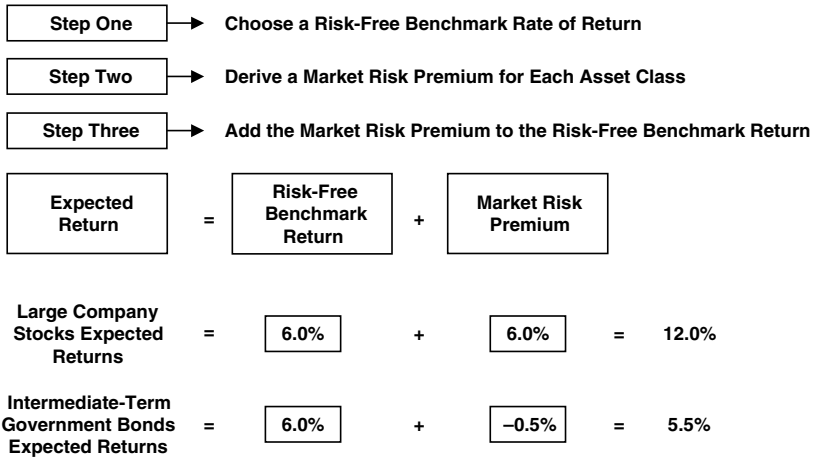 Step One Choose a Risk-Free Benchmark Rate of Return
Step Two Derive a Market Risk Premium for Each Asset Class
Step Three Add the Market Risk Premium to the Risk-Free Benchmark Return
Expected
Return
=
Risk-Free
Benchmark
Return
+
Market Risk
Premium
Large Company
Stocks Expected
Returns
= 6.0% + 6.0% = 12.0%
Intermediate-Term
Government Bonds
Expected Returns
= 6.0% + –0.5% = 5.5%